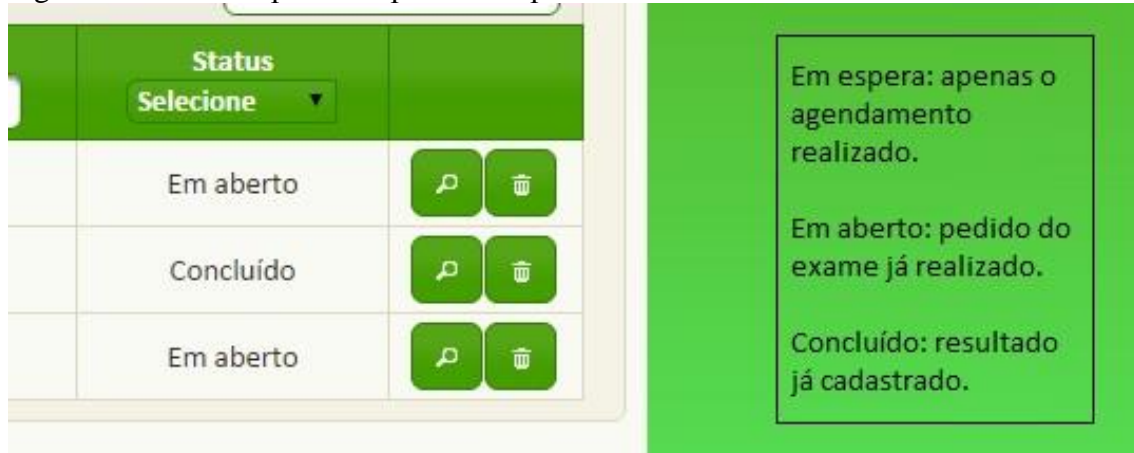 Status
Selecione
Em aberto
Concluído
Em aberto
Em espera: apenas o
agendamento
realizado.
Em aberto: pedido do
exame já realizado.
Concluído: resultado
já cadastrado.